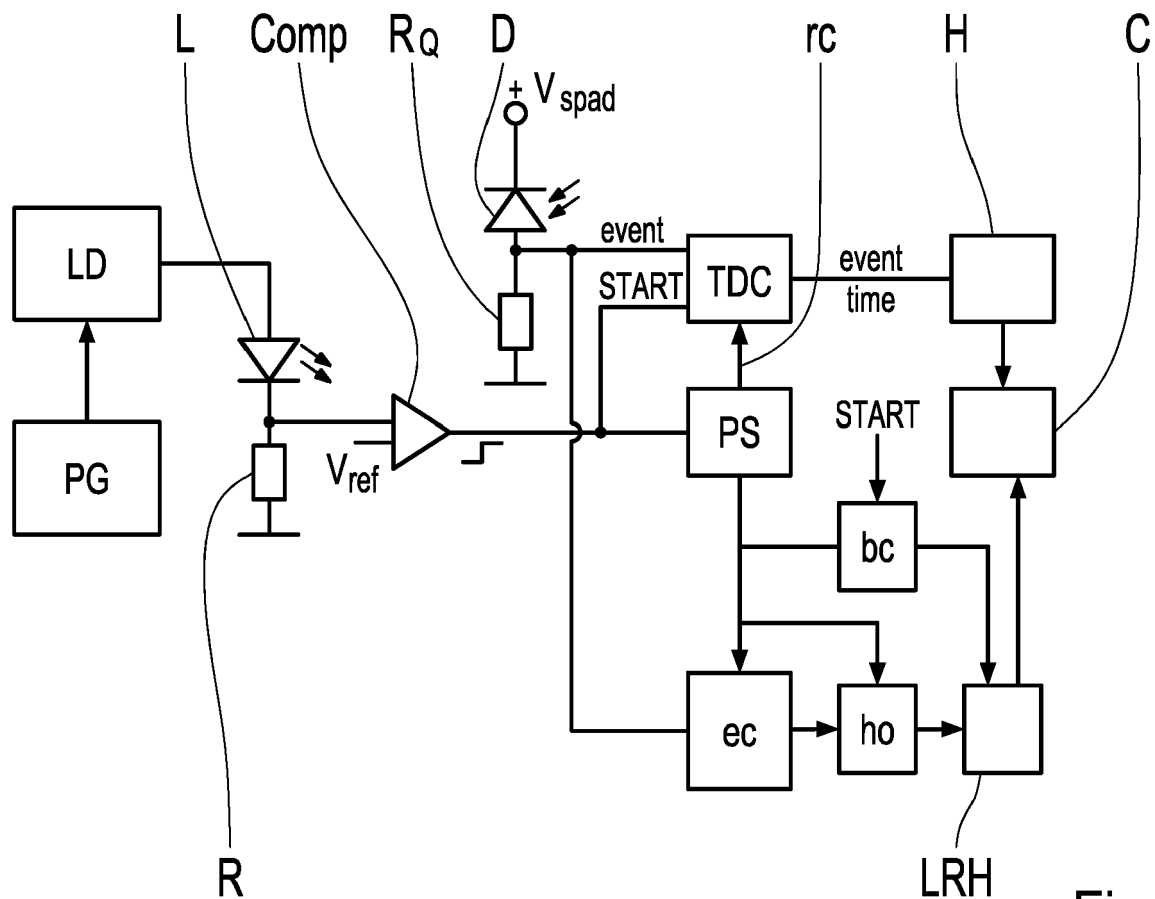 L Comp RQ D rc H C
+ Vspad
LD
event
TDC
event
time
START
PG
Vref
PS
START
bc
ec
ho
R
LRH